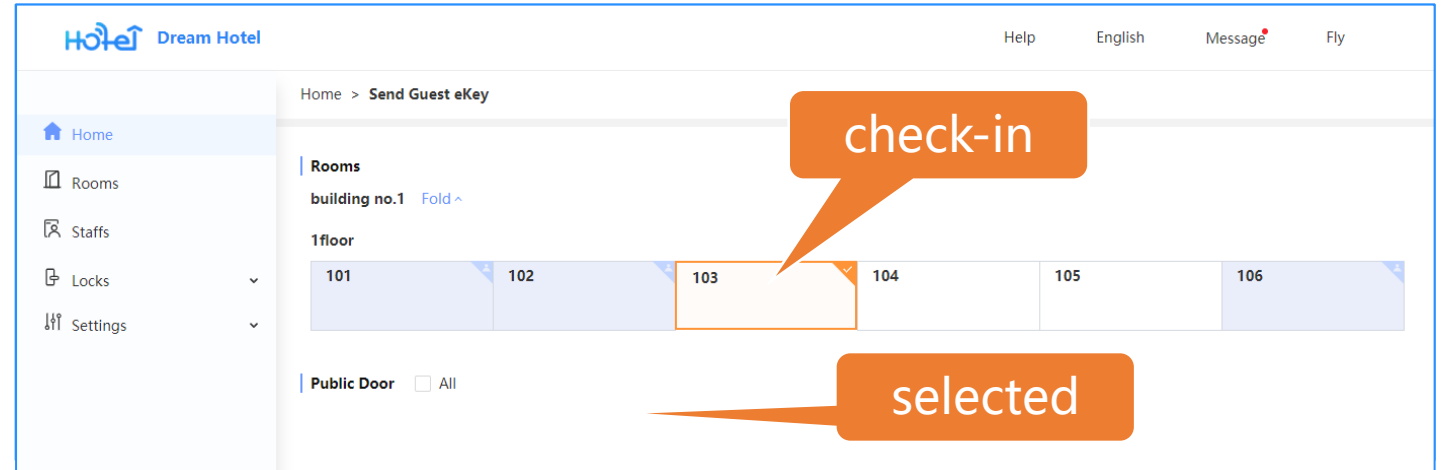 Hotel Dream Hotel Help English Message Fly
Home > Send Guest eKey
check-in
Home
Rooms
Staffs
Locks
Settings
Rooms
building no.1 Fold
1floor
101 102 103 104 105 106
Public Door All
selected